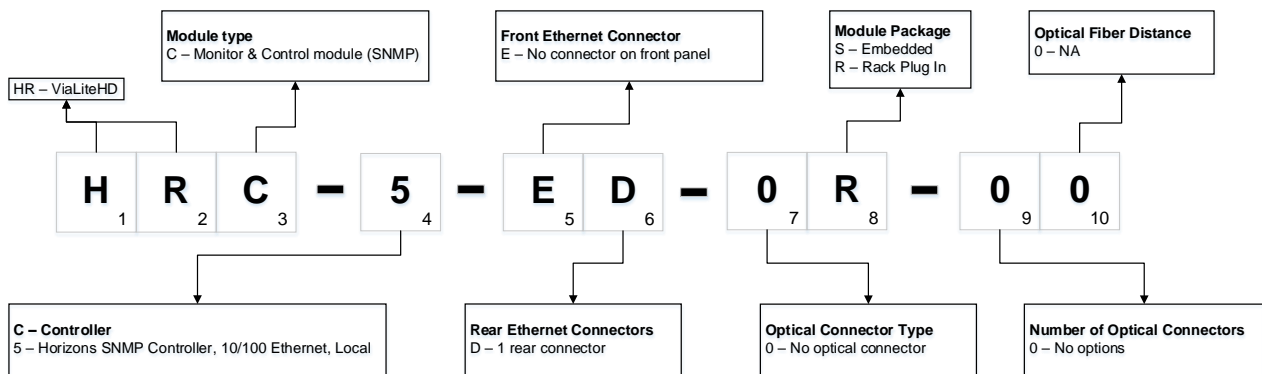 Module type
C – Monitor & Control module (SNMP)
Front Ethernet Connector
E – No connector on front panel
Module Package
S – Embedded
R – Rack Plug In
Optical Fiber Distance
0 – NA
HR – ViaLiteHD
H R C – 5 – E D – 0 R – 0 0
1 2 3 4 5 6 7 8 9 10
C – Controller
5 – Horizons SNMP Controller, 10/100 Ethernet, Local
Rear Ethernet Connectors
D – 1 rear connector
Optical Connector Type
0 – No optical connector
Number of Optical Connectors
0 – No options